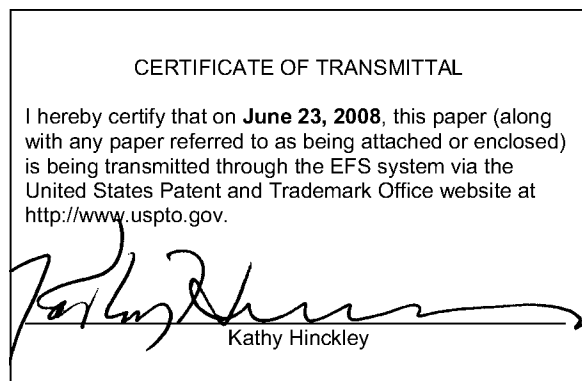 CERTIFICATE OF TRANSMITTAL
I hereby certify that on June 23, 2008, this paper (along
with any paper referred to as being attached or enclosed)
is being transmitted through the EFS system via the
United States Patent and Trademark Office website at
http://www.uspto.gov.
Kathy Hinckley